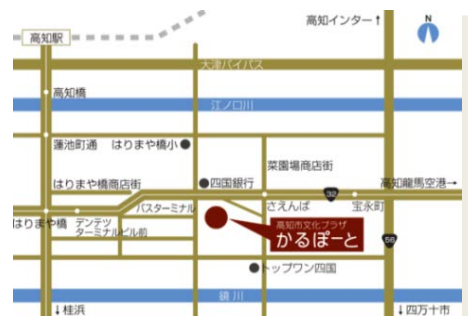 高知インター↑
N
高知駅
大津バイパス
高知橋
江ノ口川
蓮池町通
はりまや橋小
菜園場商店街
はりまや橋商店街
四国銀行
高知龍馬空港→
32
バスターミナル
さえんば
宝永町
はりまや橋
デンテツ
ターミナルビル前
高知市文化プラザ
かるぽーと
56
トップワン四国
鏡川
↓桂浜
↓四万十市